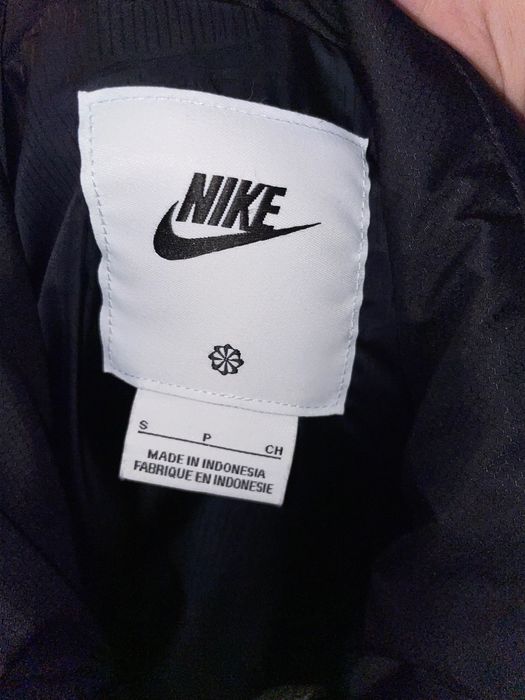 NIKE
S P CH
MADE IN INDONESIA
FABRIQUE EN INDONESIE